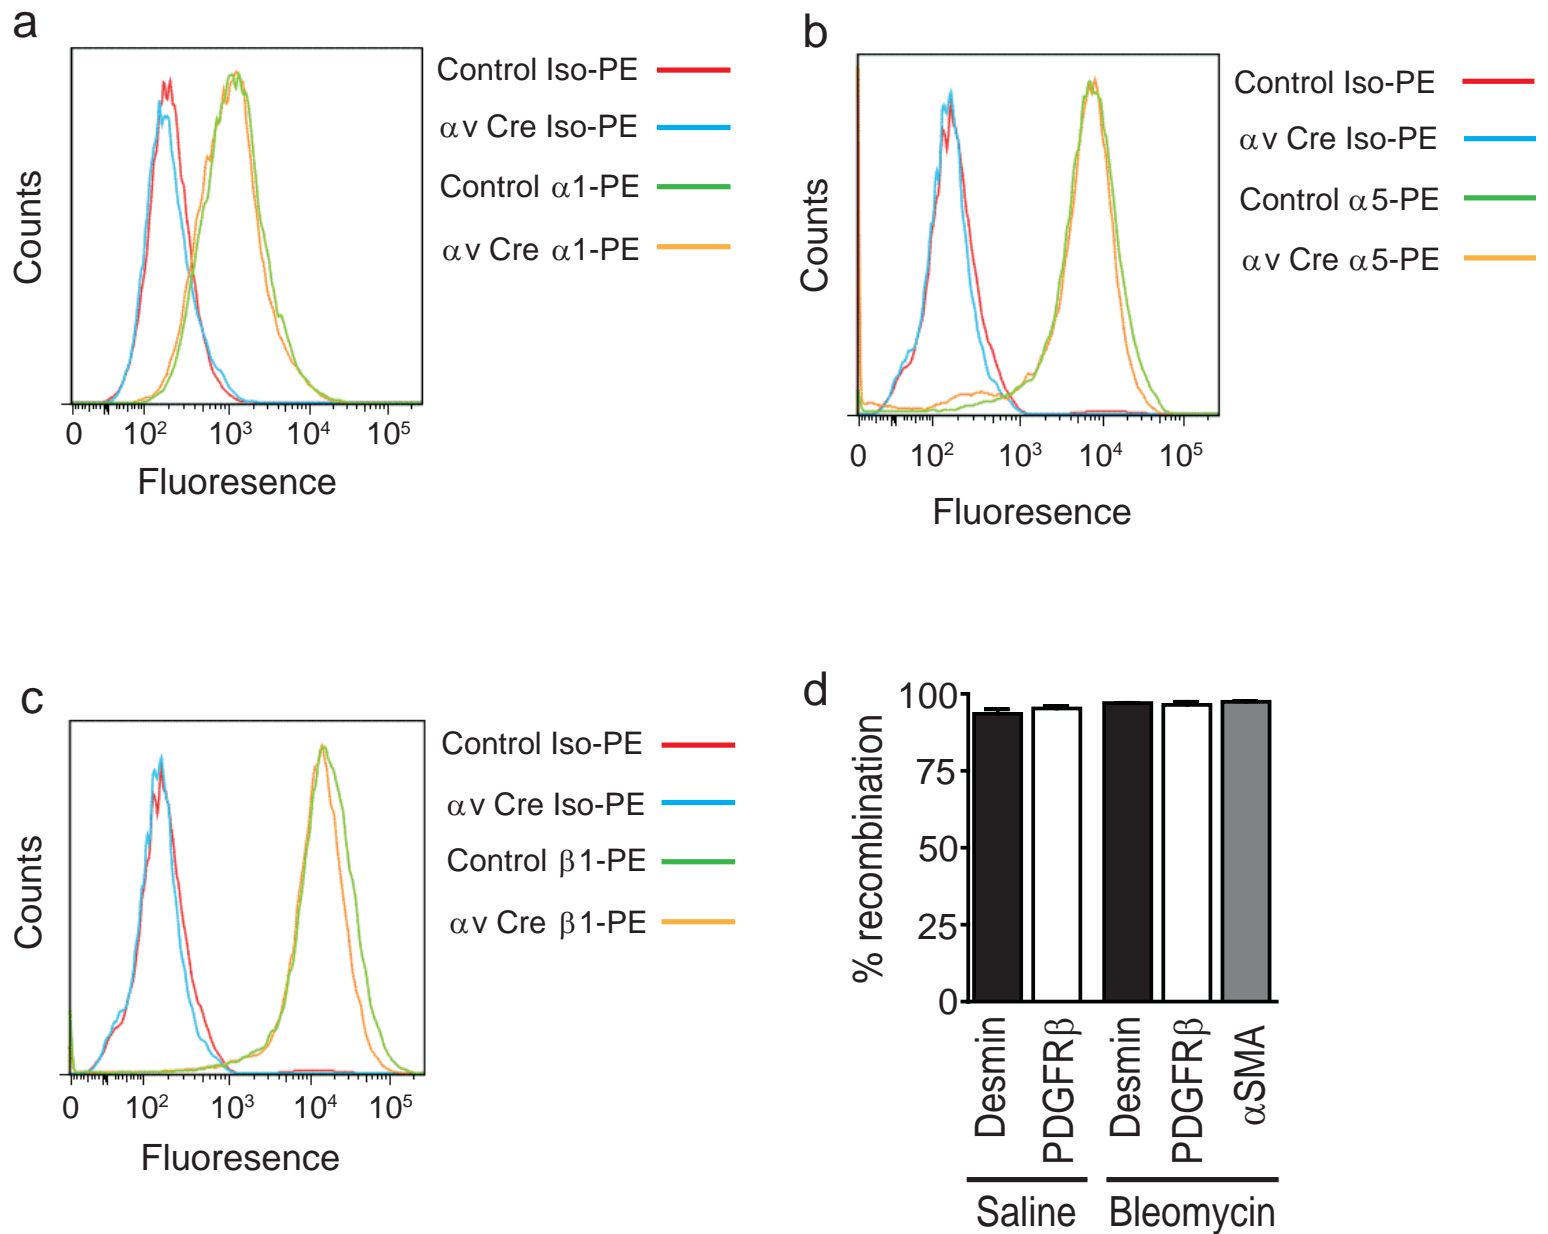 a
Control Iso-PE
αv Cre Iso-PE
Control α1-PE
αv Cre α1-PE
Counts
0 10² 10³ 10⁴ 10⁵
Fluoresence
b
Control Iso-PE
αv Cre Iso-PE
Control α5-PE
αv Cre α5-PE
Counts
0 10² 10³ 10⁴ 10⁵
Fluoresence
c
Control Iso-PE
αv Cre Iso-PE
Control β1-PE
αv Cre β1-PE
Counts
0 10² 10³ 10⁴ 10⁵
Fluoresence
d
% recombination
100
75
50
25
0
Desmin
PDGFRβ
Desmin
PDGFRβ
αSMA
Saline Bleomycin